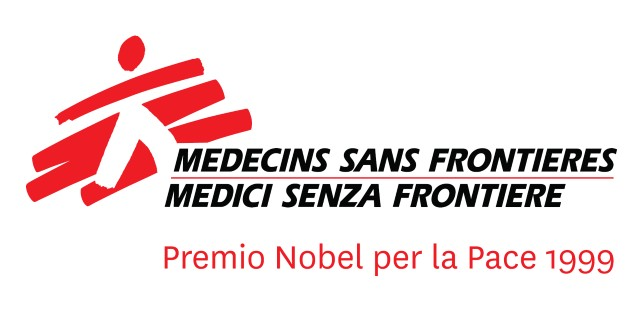 MEDECINS SANS FRONTIERES
MEDICI SENZA FRONTIERE
Premio Nobel per la Pace 1999